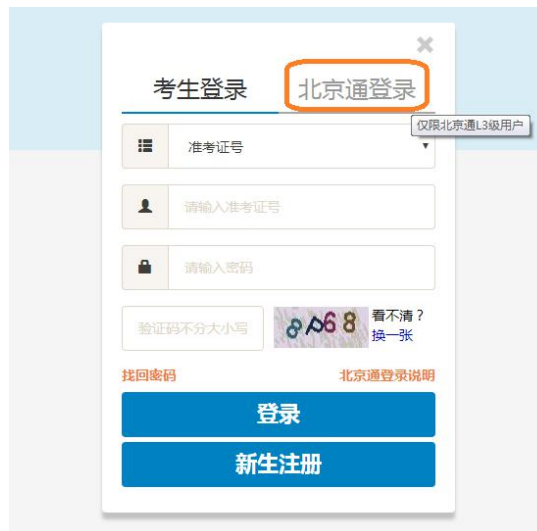 考生登录 北京通登录
仅限北京通L3级用户
准考证号
请输入准考证号
请输入密码
验证码不分大小写
看不清？
换一张
找回密码 北京通登录说明
登录
新生注册